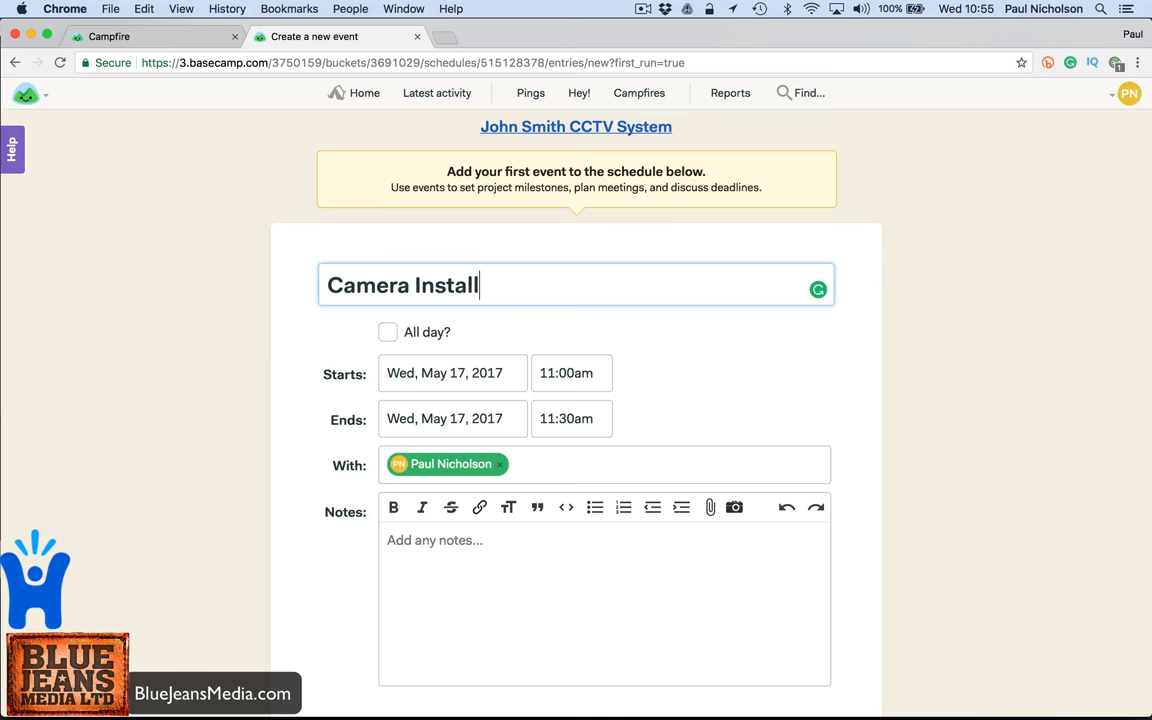 Chrome File Edit View History Bookmarks People Window Help 100% Wed 10:55 Paul Nicholson
Campfire × Create a new event × Paul
Secure https://3.basecamp.com/3750159/buckets/3691029/schedules/515128378/entries/new?first_run=true IQ 1
Home Latest activity Pings Hey! Campfires Reports Find... PN
John Smith CCTV System
Help
Add your first event to the schedule below.
Use events to set project milestones, plan meetings, and discuss deadlines.
Camera Install
All day?
Starts: Wed, May 17, 2017 11:00am
Ends: Wed, May 17, 2017 11:30am
With: PN Paul Nicholson ×
Notes: B I S
Add any notes...
BLUE
JEANS
MEDIA LTD
BlueJeansMedia.com